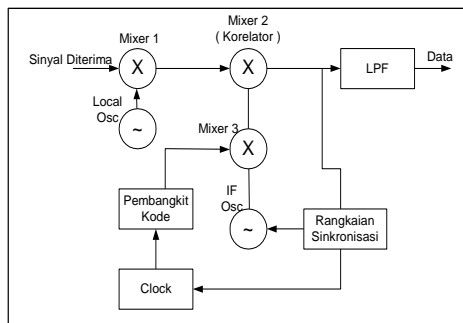 Mixer 1
Mixer 2
( Korelator )
Sinyal Diterima
X
X
LPF
Data
Local
Osc
~
Mixer 3
X
Pembangkit
Kode
IF
Osc
~
Rangkaian
Sinkronisasi
Clock